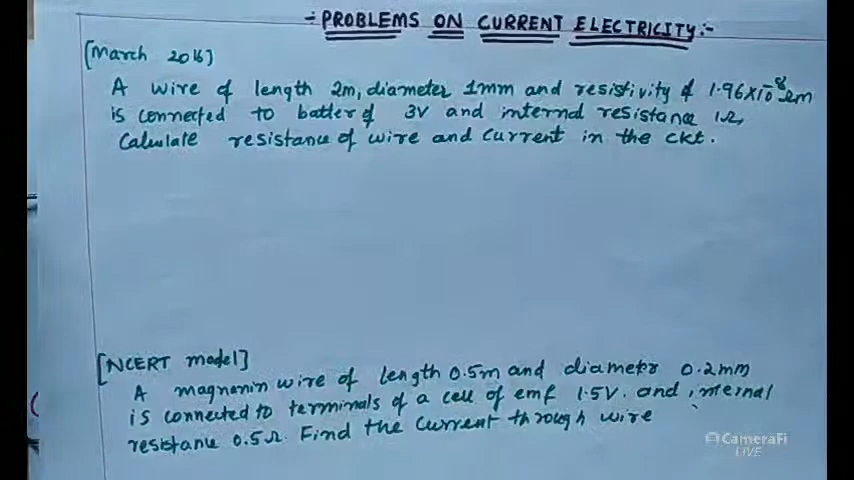 :- PROBLEMS ON CURRENT ELECTRICITY:-
[March 2016]
A wire of length 2m, diameter 1mm and resistivity of 1.96×10⁻⁸Ωm
is connected to batter of 3V and internal resistance 1Ω,
Calculate resistance of wire and current in the ckt.
[NCERT model]
A magnanin wire of length 0.5m and diameter 0.2mm
is connected to terminals of a cell of emf 1.5V. and internal
resistance 0.5Ω. Find the current through wire
CameraFi
LIVE